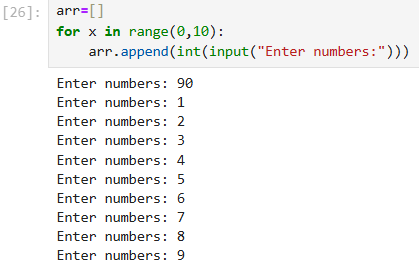 [26]: arr=[]
for x in range(0,10):
    arr.append(int(input("Enter numbers:")))
Enter numbers: 90
Enter numbers: 1
Enter numbers: 2
Enter numbers: 3
Enter numbers: 4
Enter numbers: 5
Enter numbers: 6
Enter numbers: 7
Enter numbers: 8
Enter numbers: 9